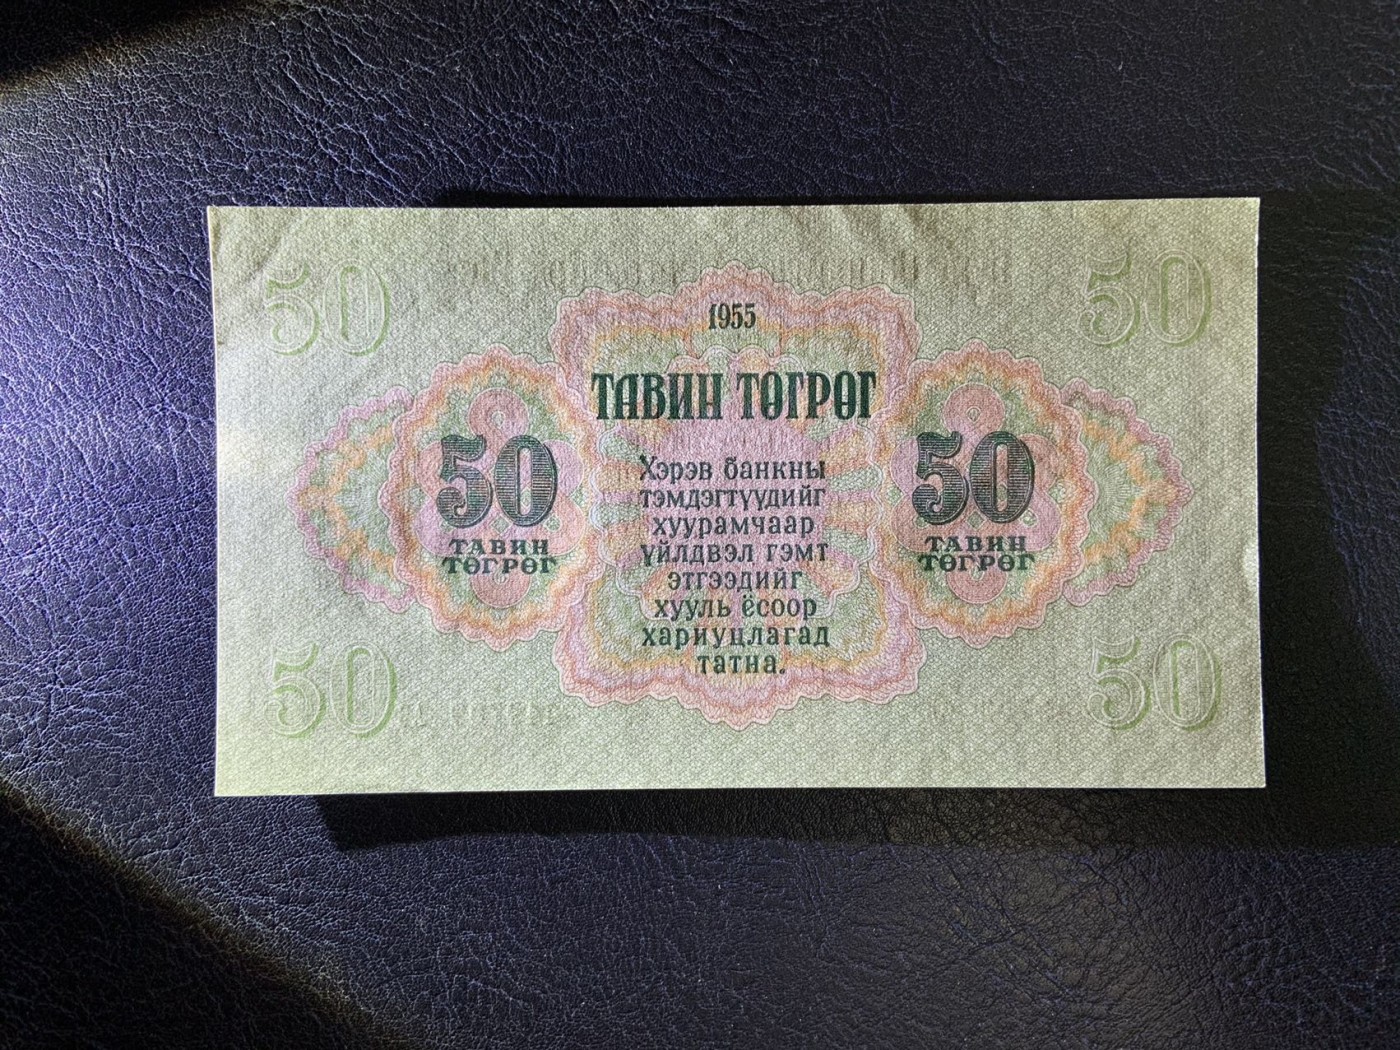 50 50
1955
ТАВИН ТӨГРӨГ
50 50
ТАВИН ТАВИН
ТӨГРӨГ ТӨГРӨГ
Хэрэв банкны
тэмдэгтүүдийг
хуурамчаар
үйлдвэл гэмт
этгээдийг
хууль ёсоор
хариуцлагад
татна.
50 50